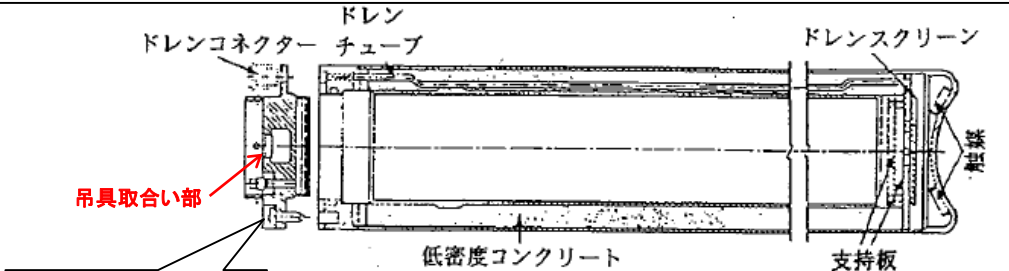 ドレン
チューブ
ドレンコネクター
ドレンスクリーン
吊具取合い部
触媒
低密度コンクリート
支持板